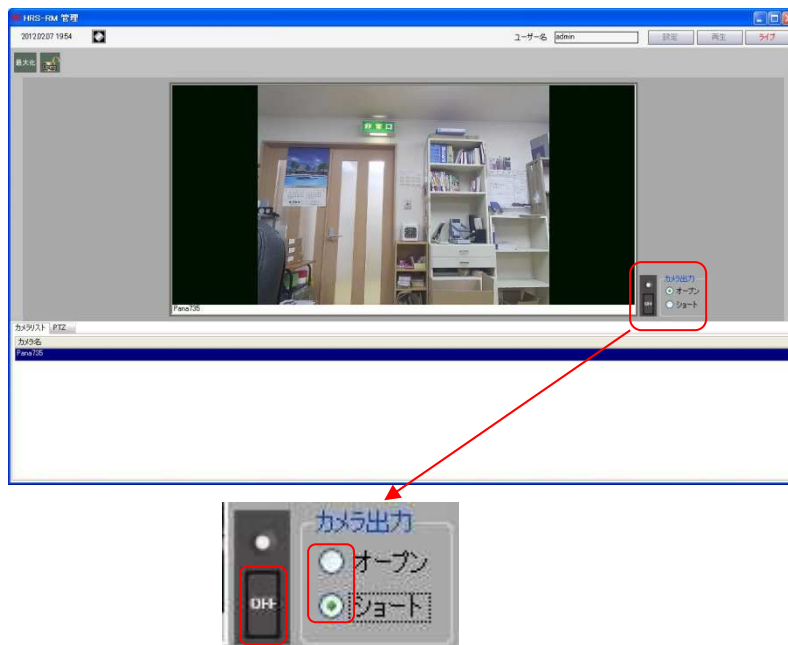 HRS-RM 管理
2012.02.07 19:54
ユーザー名 admin 設定 再生 ライブ
最大化
非常口
Pana735
カメラ出力
オープン
OFF
ショート
カメラリスト PTZ
カメラ名
Pana735
カメラ出力
オープン
OFF
ショート